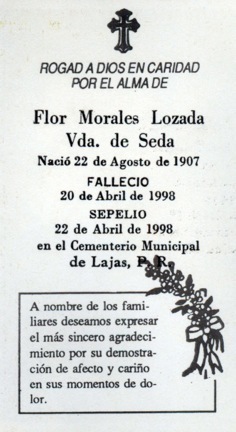 ROGAD A DIOS EN CARIDAD
POR EL ALMA DE
Flor Morales Lozada
Vda. de Seda
Nació 22 de Agosto de 1907
FALLECIO
20 de Abril de 1998
SEPELIO
22 de Abril de 1998
en el Cementerio Municipal
de Lajas, P. R.
A nombre de los fami-
liares deseamos expresar
el más sincero agradeci-
miento por su demostra-
ción de afecto y cariño
en sus momentos de do-
lor.